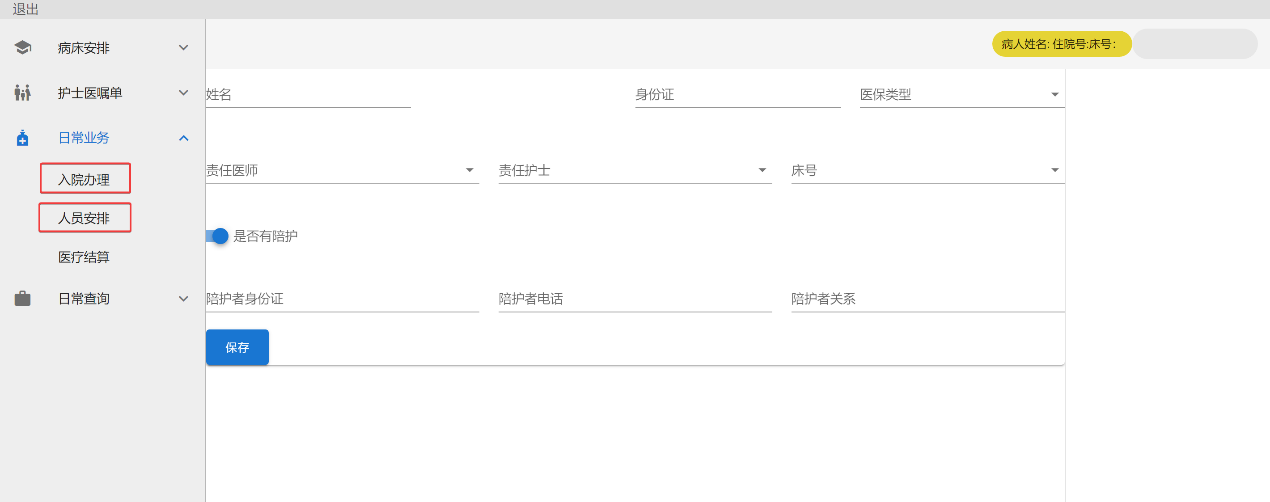 退出
病床安排
护士医嘱单
日常业务
入院办理
人员安排
医疗结算
日常查询
病人姓名: 住院号:床号:
姓名 身份证 医保类型
责任医师 责任护士 床号
是否有陪护
陪护者身份证 陪护者电话 陪护者关系
保存